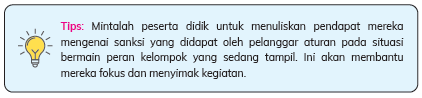 Tips: Mintalah peserta didik untuk menuliskan pendapat mereka
mengenai sanksi yang didapat oleh pelanggar aturan pada situasi
bermain peran kelompok yang sedang tampil. Ini akan membantu
mereka fokus dan menyimak kegiatan.